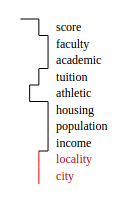 score
faculty
academic
tuition
athletic
housing
population
income
locality
city